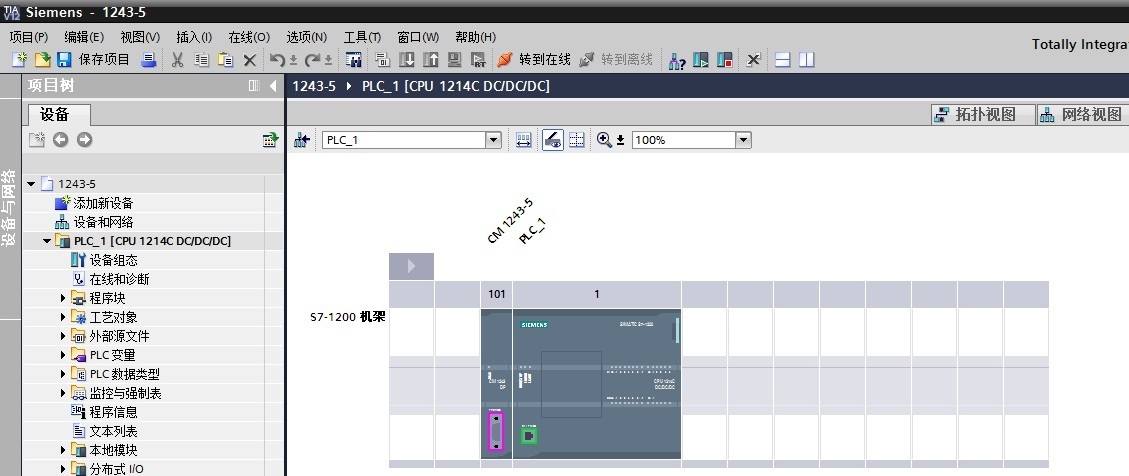 TIA
V12
Siemens - 1243-5
项目(P) 编辑(E) 视图(V) 插入(I) 在线(O) 选项(N) 工具(T) 窗口(W) 帮助(H)
Totally Integra
保存项目 转到在线 转到离线
项目树
1243-5 PLC_1 [CPU 1214C DC/DC/DC]
设备
拓扑视图 网络视图
PLC_1 100%
设备与网络
1243-5
添加新设备
设备和网络
PLC_1 [CPU 1214C DC/DC/DC]
设备组态
在线和诊断
程序块
工艺对象
外部源文件
PLC 变量
PLC 数据类型
监控与强制表
程序信息
文本列表
本地模块
分布式 I/O
CM 1243-5
PLC_1
101 1
S7-1200 机架
SIEMENS SIMATIC S7-1200
CPU 1214C
DC/DC/DC